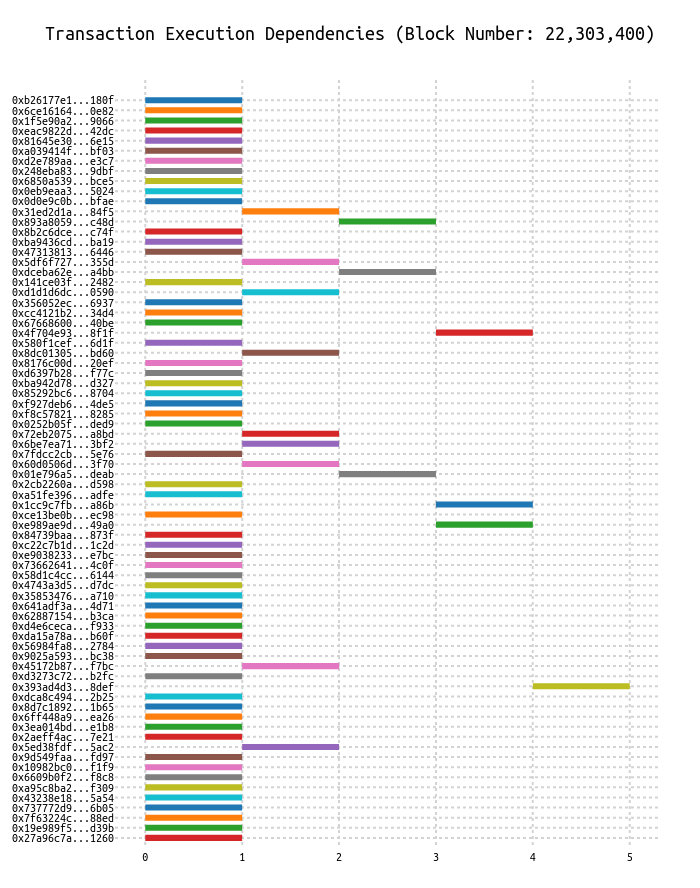 Transaction Execution Dependencies (Block Number: 22,303,400)
0xb26177e1...180f
0x6ce16164...0e82
0x1f5e90a2...9066
0xeac9822d...42dc
0x81645e30...6e15
0xa039414f...bf03
0xd2e789aa...e3c7
0x248eba83...9dbf
0x6850a539...bce5
0x0eb9eaa3...5024
0x0d0e9c0b...bfae
0x31ed2d1a...84f5
0x893a8059...c48d
0x8b2c6dce...c74f
0xba9436cd...ba19
0x47313813...6446
0x5df6f727...355d
0xdceba62e...a4bb
0x141ce03f...2482
0xd1d1d6dc...0590
0x356052ec...6937
0xcc4121b2...34d4
0x67668600...40be
0x4f704e93...8f1f
0x580f1cef...6d1f
0x8dc01305...bd60
0x8176c00d...20ef
0xd6397b28...f77c
0xba942d78...d327
0x85292bc6...8704
0xf927deb6...4de5
0xf8c57821...8285
0x0252b05f...ded9
0x72eb2075...a8bd
0x6be7ea71...3bf2
0x7fdcc2cb...5e76
0x60d0506d...3f70
0x01e796a5...deab
0x2cb2260a...d598
0xa51fe396...adfe
0x1cc9c7fb...a86b
0xce13be0b...ec98
0xe989ae9d...49a0
0x84739baa...873f
0xc22c7b1d...1c2d
0xe9038233...e7bc
0x73662641...4c0f
0x58d1c4cc...6144
0x4743a3d5...d7dc
0x35853476...a710
0x641adf3a...4d71
0x62887154...b3ca
0xd4e6ceca...f933
0xda15a78a...b60f
0x56984fa8...2784
0x9025a593...bc38
0x45172b87...f7bc
0xd3273c72...b2fc
0x393ad4d3...8def
0xdca8c494...2b25
0x8d7c1892...1b65
0x6ff448a9...ea26
0x3ea014bd...e1b8
0x2aeff4ac...7e21
0x5ed38fdf...5ac2
0x9d549faa...fd97
0x10982bc0...f1f9
0x6609b0f2...f8c8
0xa95c8ba2...f309
0x43238e18...5a54
0x737772d9...6b05
0x7f63224c...88ed
0x19e989f5...d39b
0x27a96c7a...1260
0 1 2 3 4 5